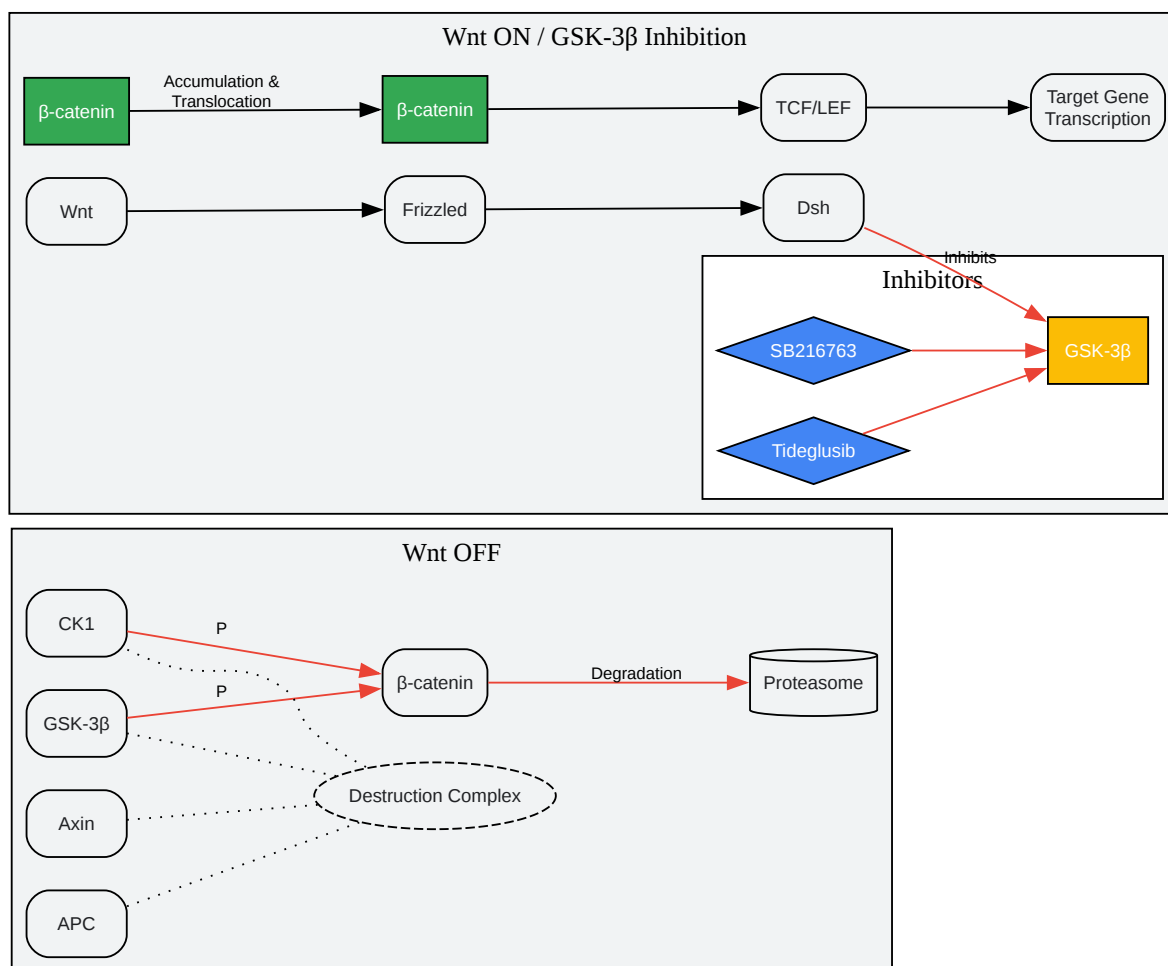 Wnt ON / GSK-3β Inhibition
β-catenin
Accumulation &
Translocation
β-catenin
TCF/LEF
Target Gene
Transcription
Wnt
Frizzled
Dsh
Inhibits
Inhibitors
SB216763
GSK-3β
Tideglusib
Wnt OFF
CK1
P
β-catenin
Degradation
Proteasome
P
GSK-3β
Destruction Complex
Axin
APC